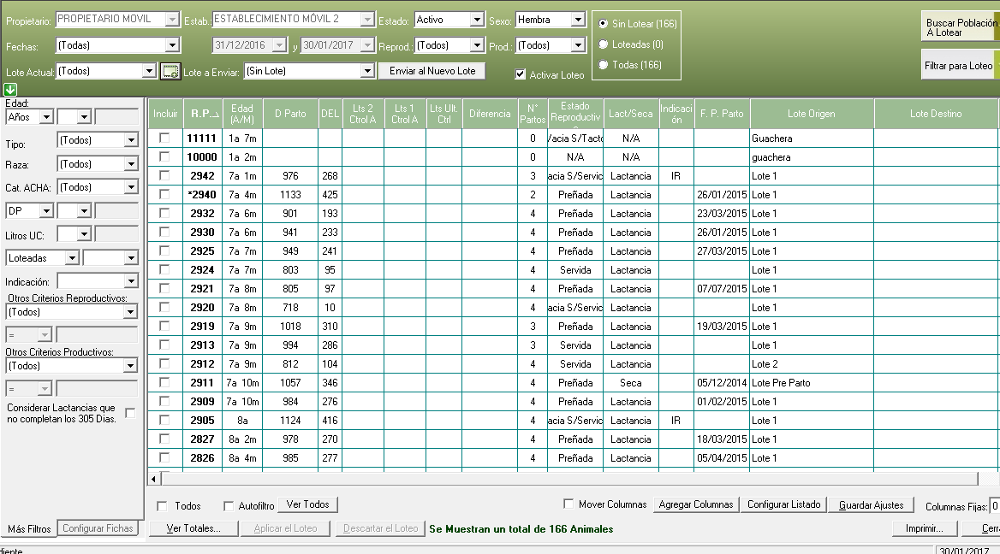 Propietario: PROPIETARIO MOVIL Estab.: ESTABLECIMIENTO MÓVIL 2 Estado: Activo Sexo: Hembra Sin Lotear (166) Buscar Población A Lotear
Fechas: (Todas) 31/12/2016 y 30/01/2017 Reprod.: (Todos) Prod.: (Todos) Loteadas (0)
Lote Actual: (Todos) Lote a Enviar: (Sin Lote) Enviar al Nuevo Lote Activar Loteo Todas (166) Filtrar para Loteo
Edad:
Años
Tipo: (Todos)
Raza: (Todos)
Cat. ACHA: (Todos)
DP
Litros UC:
Loteadas
Indicación:
Otros Criterios Reproductivos:
(Todos)
=
Otros Criterios Productivos:
(Todos)
=
Considerar Lactancias que
no completan los 305 Dias.
Más Filtros Configurar Fichas
Incluir R.P. Edad (A/M) D Parto DEL Lts 2 Ctrol A Lts 1 Ctrol A Lts Ult. Ctrl Diferencia N° Partos Estado Reproductiv Lact/Seca Indicaci ón F. P. Parto Lote Origen Lote Destino
11111 1a 7m 0 /acia S/Tacto N/A Guachera
10000 1a 2m 0 N/A N/A guachera
2942 7a 1m 976 268 3 acia S/Servic Lactancia IR Lote 1
*2940 7a 4m 1133 425 2 Preñada Lactancia 26/01/2015 Lote 1
2932 7a 6m 901 193 4 Preñada Lactancia 23/03/2015 Lote 1
2930 7a 6m 941 233 4 Preñada Lactancia 26/01/2015 Lote 1
2925 7a 7m 949 241 4 Preñada Lactancia 27/03/2015 Lote 1
2924 7a 7m 803 95 4 Servida Lactancia Lote 1
2921 7a 8m 805 97 4 Preñada Lactancia 07/07/2015 Lote 1
2920 7a 8m 718 10 4 acia S/Servic Lactancia Lote 1
2919 7a 9m 1018 310 3 Preñada Lactancia 19/03/2015 Lote 1
2913 7a 9m 994 286 3 Servida Lactancia Lote 1
2912 7a 9m 812 104 4 Servida Lactancia Lote 2
2911 7a 10m 1057 346 4 Preñada Seca 05/12/2014 Lote Pre Parto
2909 7a 10m 984 276 4 Preñada Lactancia 01/02/2015 Lote 1
2905 8a 1124 416 4 acia S/Servic Lactancia IR Lote 1
2827 8a 2m 978 270 4 Preñada Lactancia 18/03/2015 Lote 1
2826 8a 4m 985 277 4 Preñada Lactancia 05/04/2015 Lote 1
Todos Autofiltro Ver Todos Mover Columnas Agregar Columnas Configurar Listado Guardar Ajustes Columnas Fijas: 0
Ver Totales... Aplicar el Loteo Descartar el Loteo Se Muestran un total de 166 Animales Imprimir... Cerra
diente 30/01/2017